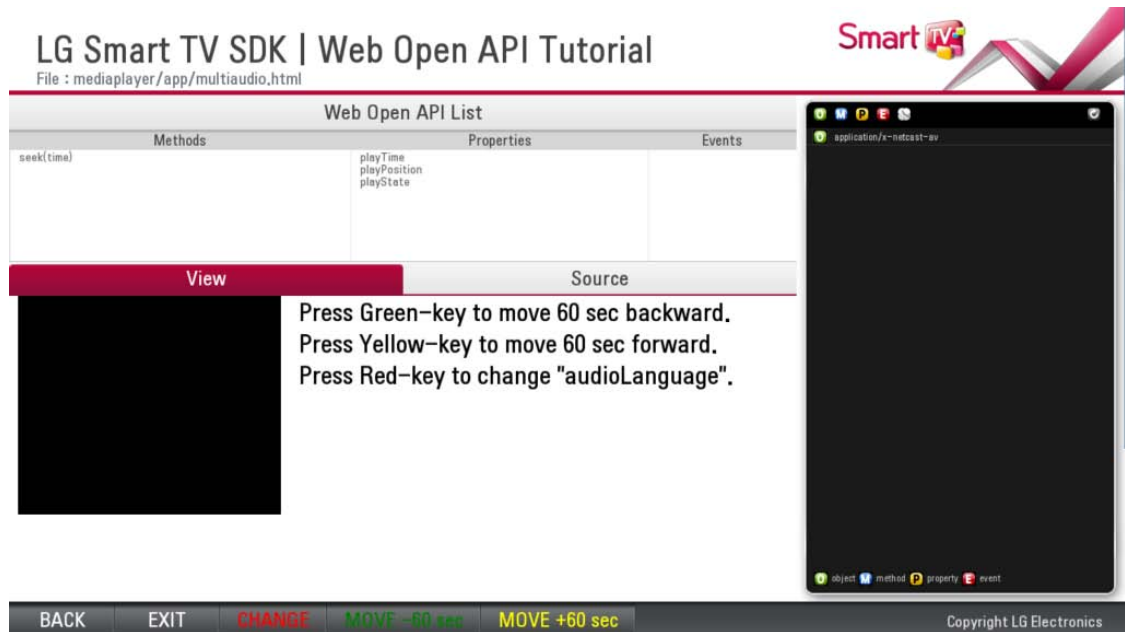 LG Smart TV SDK | Web Open API Tutorial
File : mediaplayer/app/multiaudio.html
Smart TV
Web Open API List
Methods Properties Events
seek(time)
playTime
playPosition
playState
O M P E
O application/x-netcast-av
View Source
Press Green-key to move 60 sec backward.
Press Yellow-key to move 60 sec forward.
Press Red-key to change "audioLanguage".
O object M method P property E event
BACK EXIT CHANGE MOVE -60 sec MOVE +60 sec Copyright LG Electronics